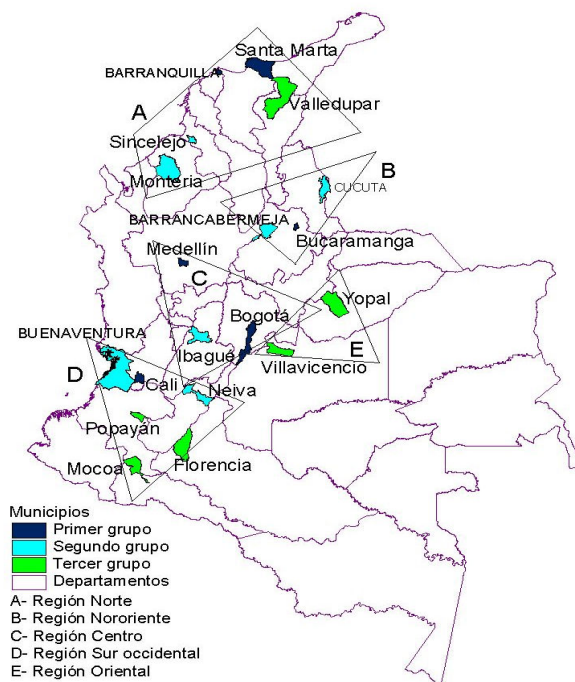 Santa Marta
BARRANQUILLA
A
Valledupar
Sincelejo
Montería
B
CUCUTA
BARRANCABERMEJA
Bucaramanga
Medellín
C
Yopal
Bogotá
BUENAVENTURA
Ibagué
E
Villavicencio
D
Cali
Neiva
Popayán
Mocoa
Florencia
Municipios
Primer grupo
Segundo grupo
Tercer grupo
Departamentos
A- Región Norte
B- Región Nororiente
C- Región Centro
D- Región Sur occidental
E- Región Oriental